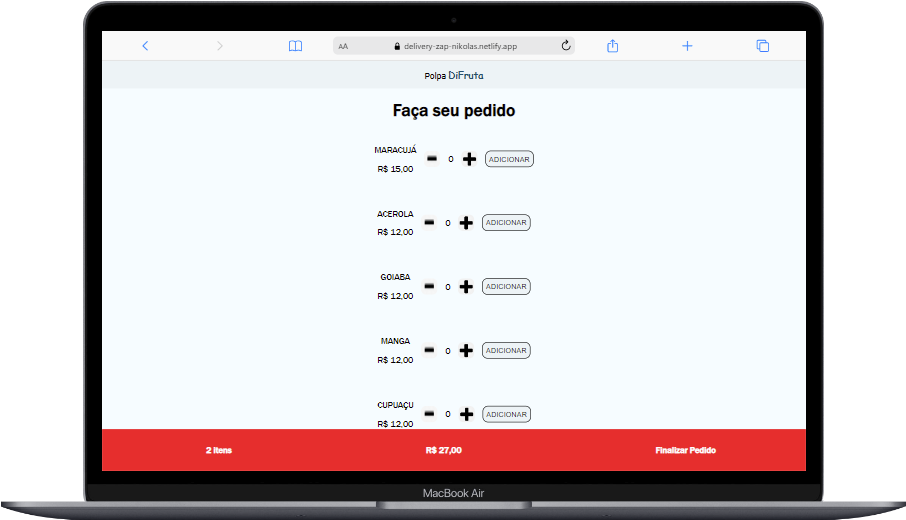 AA delivery-zap-nikolas.netlify.app
Polpa DiFruta
Faça seu pedido
MARACUJÁ
R$ 15,00
0
ADICIONAR
ACEROLA
R$ 12,00
0
ADICIONAR
GOIABA
R$ 12,00
0
ADICIONAR
MANGA
R$ 12,00
0
ADICIONAR
CUPUAÇU
R$ 12,00
0
ADICIONAR
2 itens R$ 27,00 Finalizar Pedido
MacBook Air